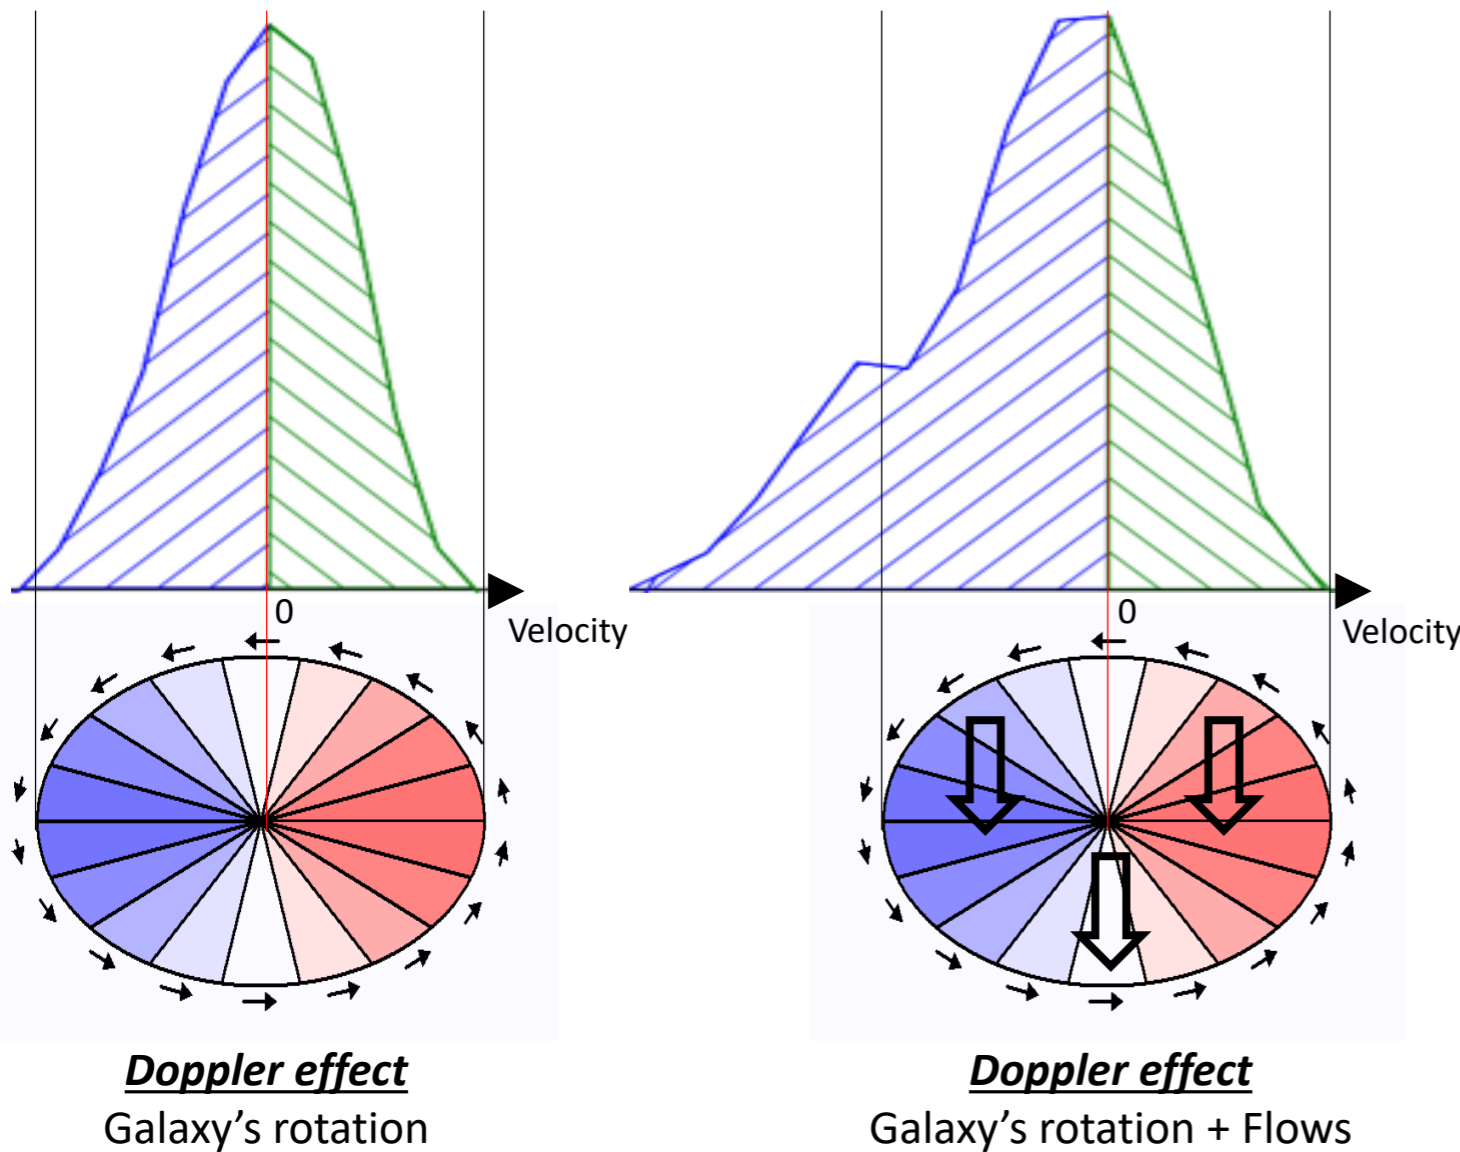 0
Velocity
0
Velocity
Doppler effect
Galaxy’s rotation
Doppler effect
Galaxy’s rotation + Flows